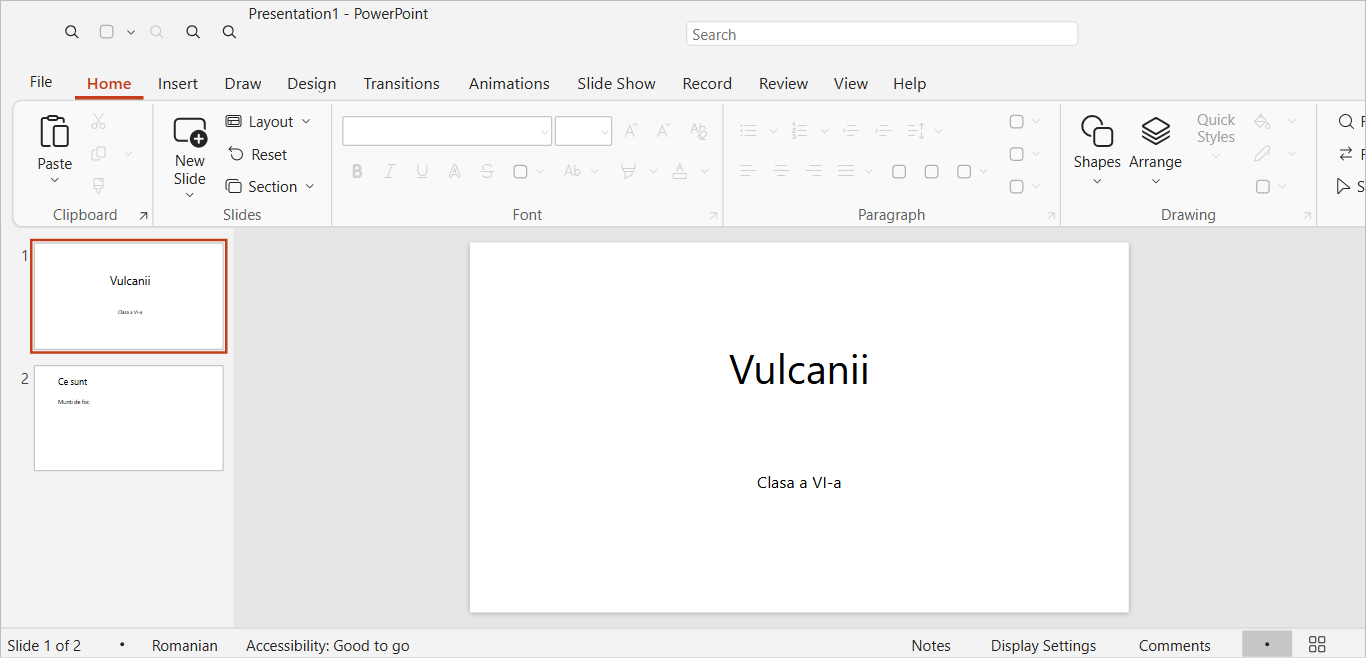 Presentation1 - PowerPoint
Search
File Home Insert Draw Design Transitions Animations Slide Show Record Review View Help
Paste
New
Slide
Layout
Reset
Section
Quick
Styles
Shapes Arrange
Clipboard Slides Font Paragraph Drawing
1
Vulcanii
Clasa a VI-a
2
Ce sunt
Munti de foc
Vulcanii
Clasa a VI-a
Slide 1 of 2 Romanian Accessibility: Good to go Notes Display Settings Comments